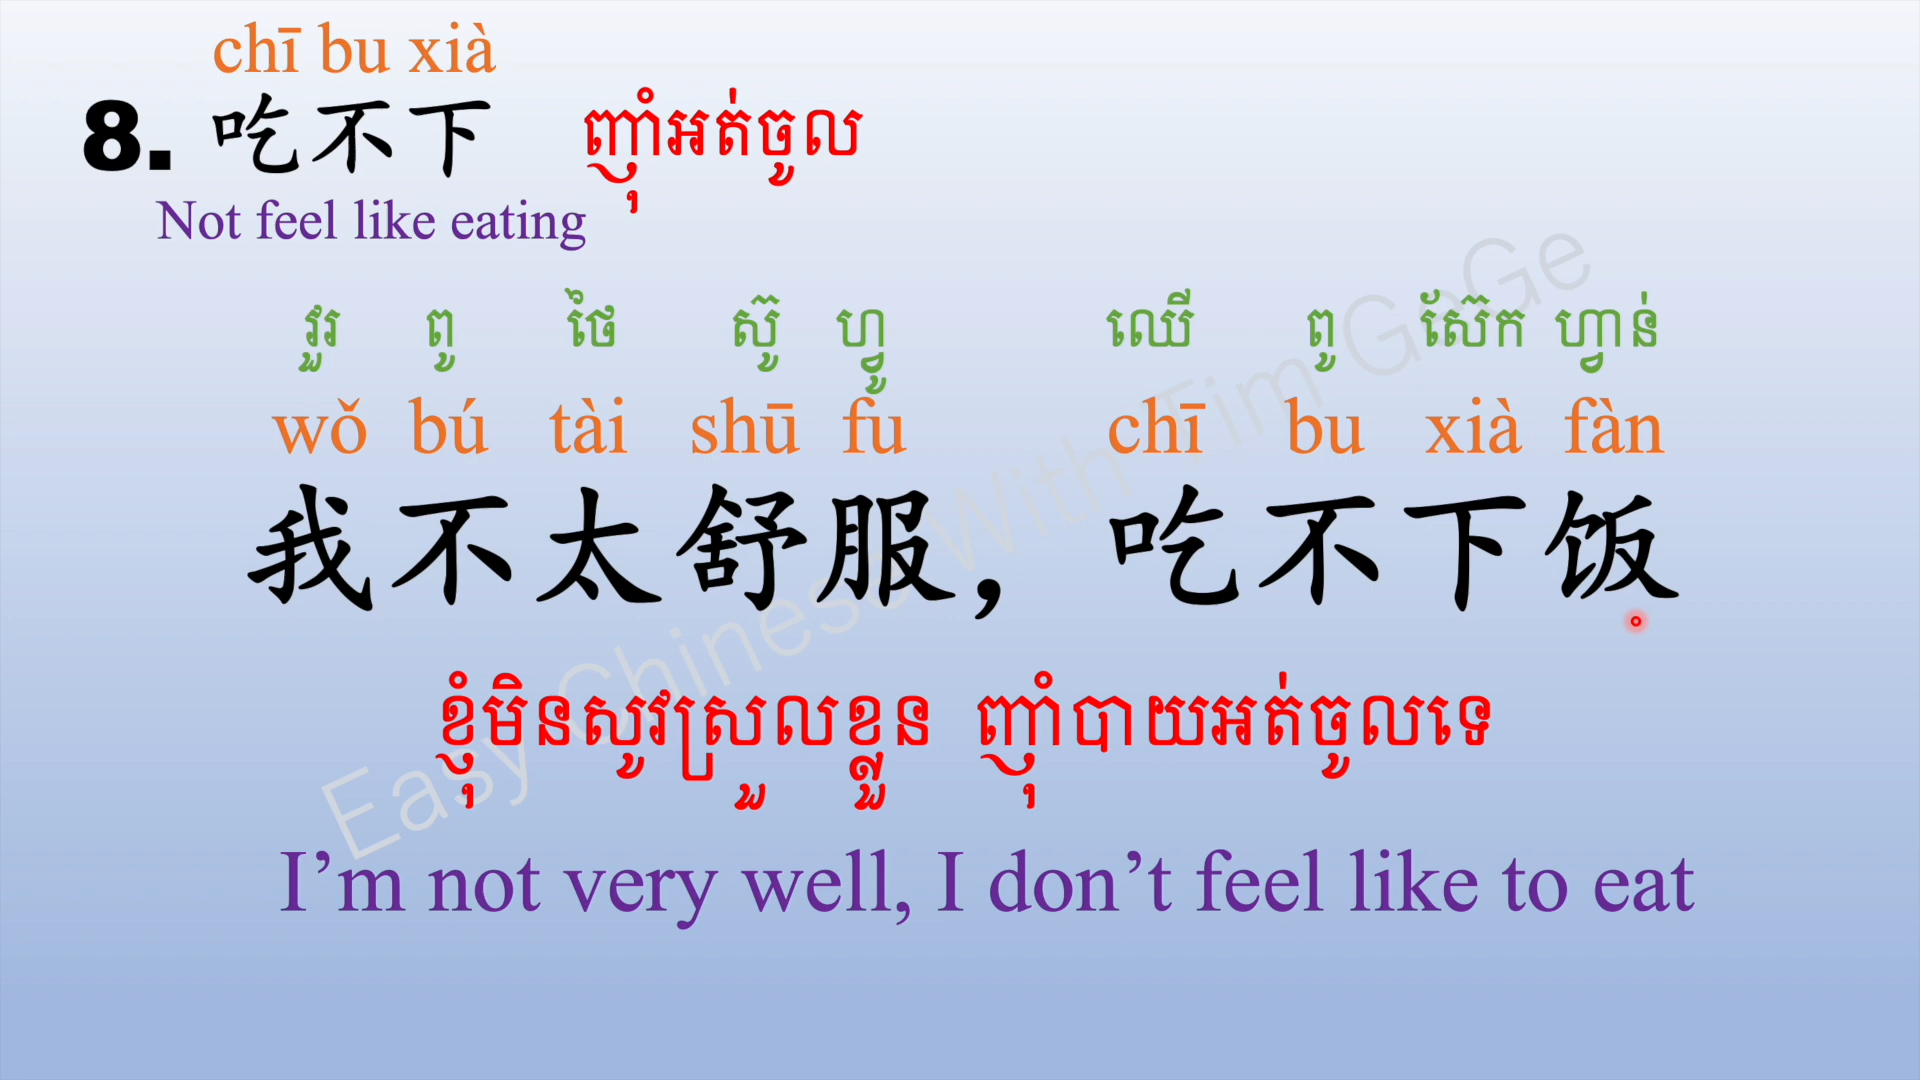 chī bu xià
8. 吃不下 ញ៉ាំអត់ចូល
Not feel like eating
វួរ ពូ ថៃ ស៊ូ ហ្វូ ឈើ ពូ ស៊ែក ហ្វាន់
wǒ bú tài shū fu chī bu xià fàn
我不太舒服，吃不下饭
ខ្ញុំមិនសូវស្រួលខ្លួន ញ៉ាំបាយអត់ចូលទេ
I’m not very well, I don’t feel like to eat
Easy Chinese With Tim GeGe